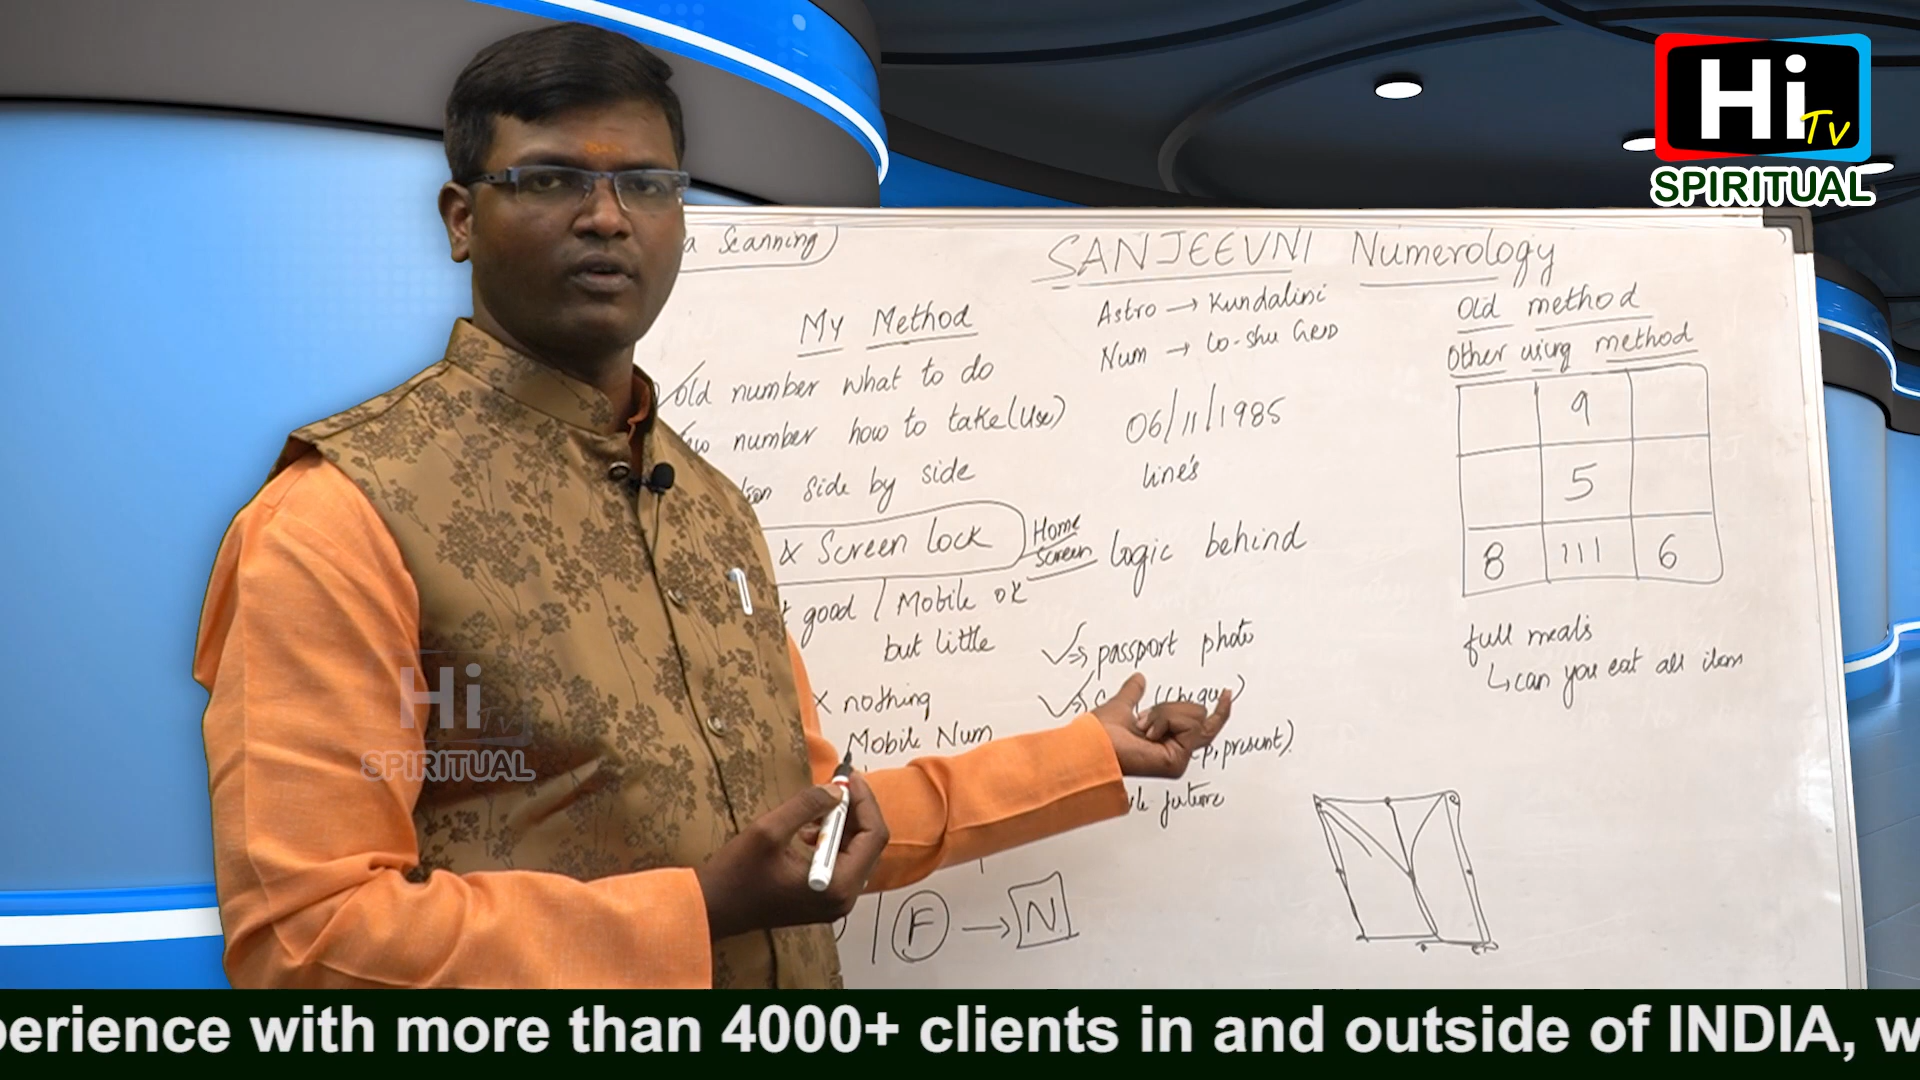 Hi Tv
SPIRITUAL
a Scanning)
SANJEEVNI Numerology
My Method
old number what to do
number how to take (Use)
side by side
x Screen lock
Home
Screen
good / Mobile ok
but little
x nothing
Mobile Num
F → N
Astro → Kundalini
Num → Lo-shu GRID
06/11/1985
line's
logic behind
⇒ passport photo
(cheque)
present).
future
old method
Other using method
9
5
8 111 6
full meals
↳ can you eat all item
Hi Tv
SPIRITUAL
perience with more than 4000+ clients in and outside of INDIA, w